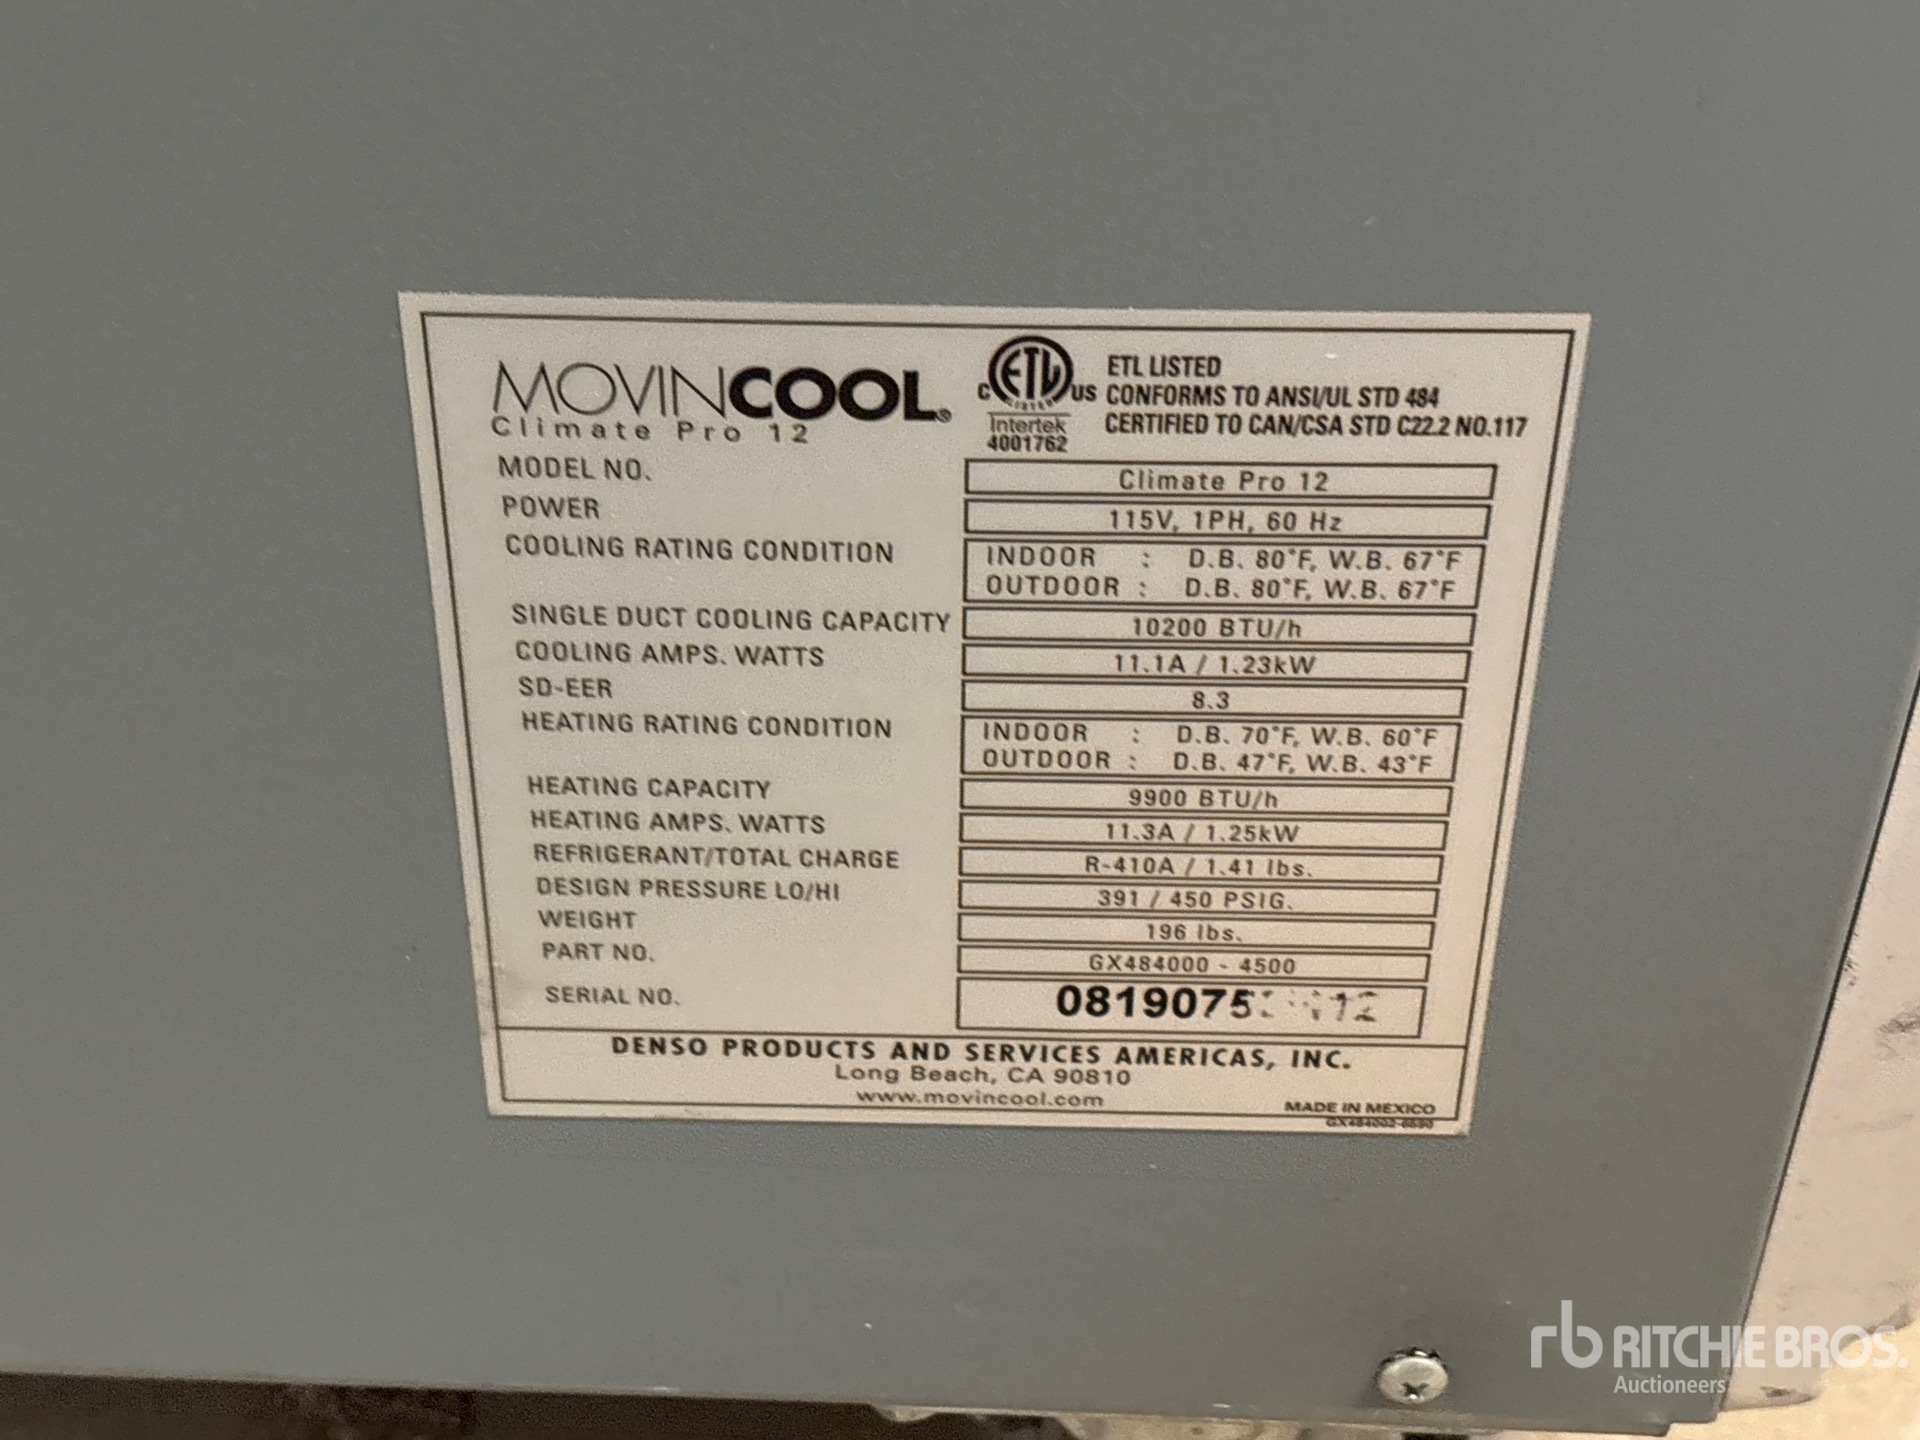 MOVINCOOL®
Climate Pro 12
C ETL US
LISTED
Intertek
4001762
ETL LISTED
CONFORMS TO ANSI/UL STD 484
CERTIFIED TO CAN/CSA STD C22.2 NO.117
MODEL NO. Climate Pro 12
POWER 115V, 1PH, 60 Hz
COOLING RATING CONDITION INDOOR : D.B. 80°F, W.B. 67°F
OUTDOOR : D.B. 80°F, W.B. 67°F
SINGLE DUCT COOLING CAPACITY 10200 BTU/h
COOLING AMPS. WATTS 11.1A / 1.23kW
SD-EER 8.3
HEATING RATING CONDITION INDOOR : D.B. 70°F, W.B. 60°F
OUTDOOR : D.B. 47°F, W.B. 43°F
HEATING CAPACITY 9900 BTU/h
HEATING AMPS. WATTS 11.3A / 1.25kW
REFRIGERANT/TOTAL CHARGE R-410A / 1.41 lbs.
DESIGN PRESSURE LO/HI 391 / 450 PSIG.
WEIGHT 196 lbs.
PART NO. GX484000 - 4500
SERIAL NO.
DENSO PRODUCTS AND SERVICES AMERICAS, INC.
Long Beach, CA 90810
www.movincool.com
MADE IN MEXICO
rb RITCHIE BROS.
Auctioneers